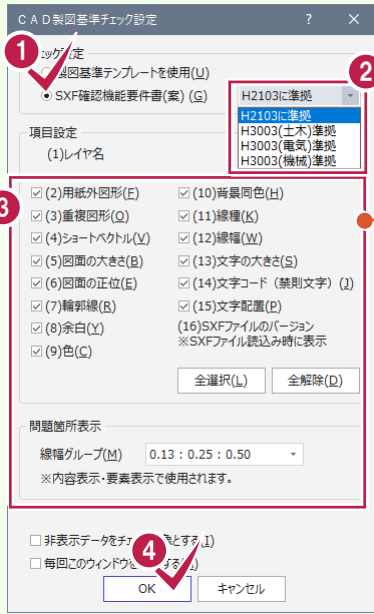 CAD製図基準チェック設定 ? ×
1
製図基準テンプレートを使用(U)
2
SXF確認機能要件書(案) (G) H2103に準拠
H2103に準拠
項目設定 H3003(土木)準拠
H3003(電気)準拠
(1)レイヤ名 H3003(機械)準拠
3
(2)用紙外図形(F) (10)背景同色(H)
(3)重複図形(O) (11)線種(K)
(4)ショートベクトル(V) (12)線幅(W)
(5)図面の大きさ(B) (13)文字の大きさ(S)
(6)図面の正位(E) (14)文字コード(禁則文字) (J)
(7)輪郭線(R) (15)文字配置(P)
(8)余白(Y) (16)SXFファイルのバージョン
※SXFファイル読込み時に表示
(9)色(C)
全選択(L) 全解除(D)
問題箇所表示
線幅グループ(M) 0.13 : 0.25 : 0.50
※内容表示・要素表示で使用されます。
非表示データをチェ とする(I)
4
毎回このウィンドウを する
OK キャンセル